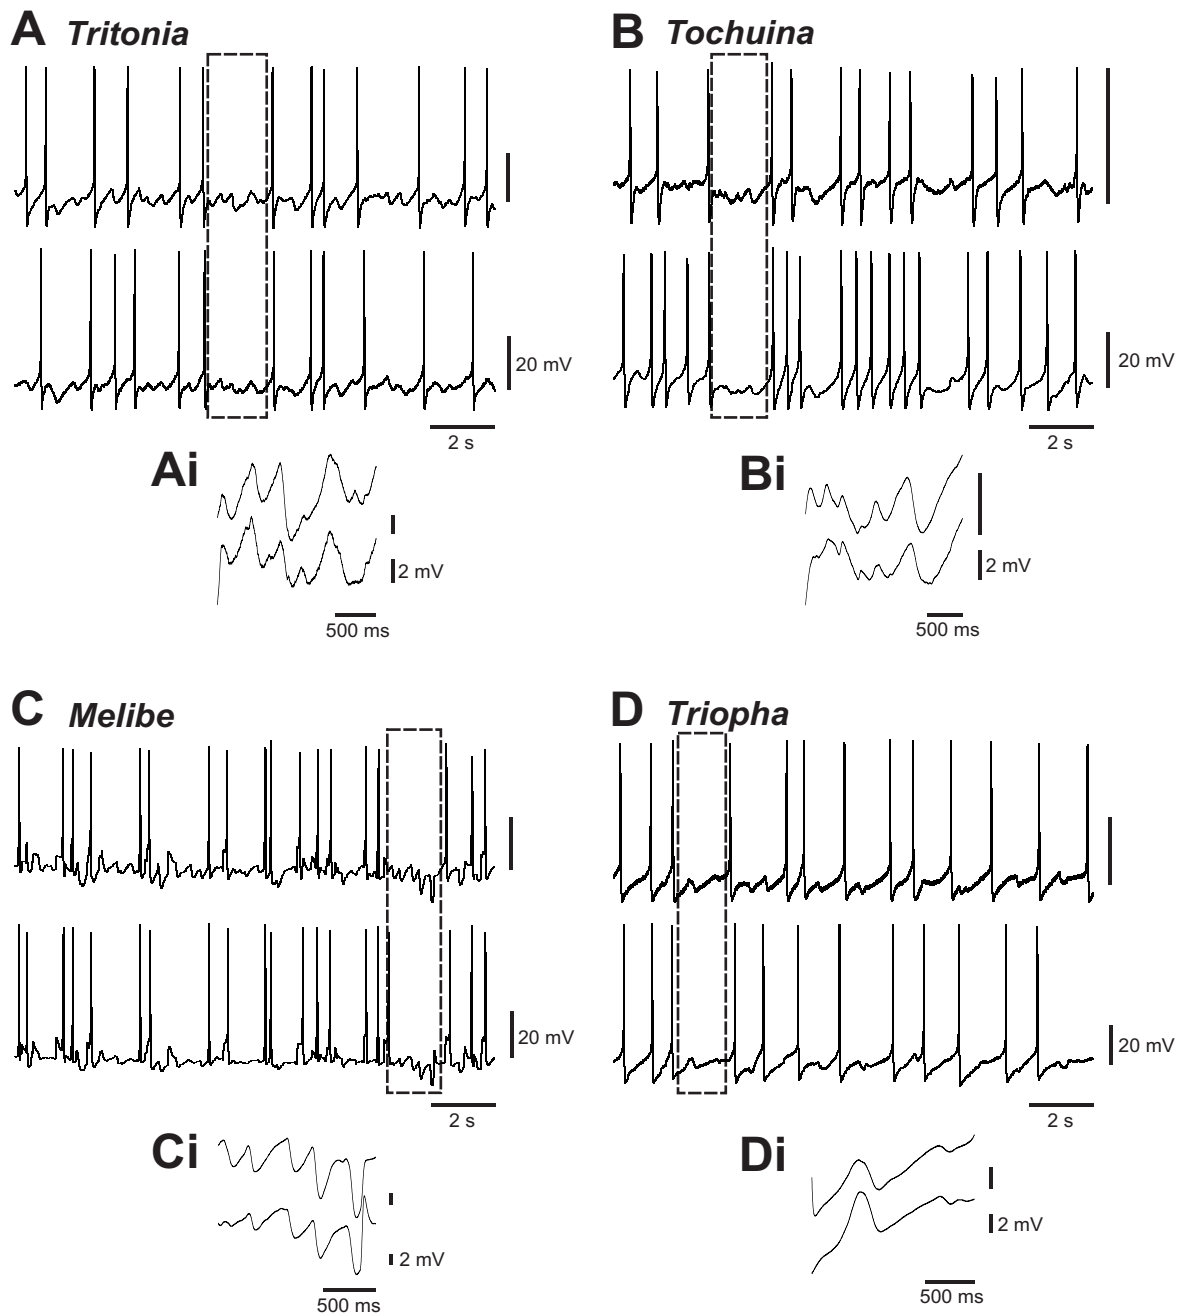 A Tritonia
B Tochuina
20 mV
20 mV
2 s
2 s
Ai
Bi
2 mV
2 mV
500 ms
500 ms
C Melibe
D Triopha
20 mV
20 mV
2 s
2 s
Ci
Di
2 mV
2 mV
500 ms
500 ms